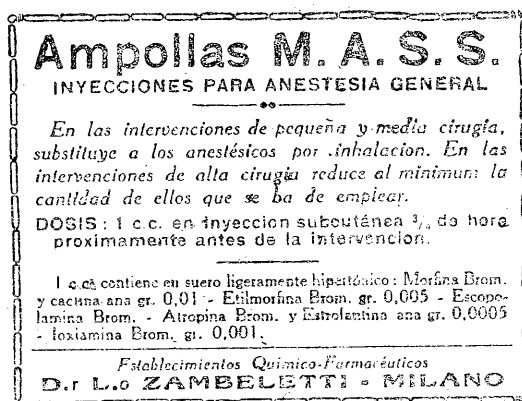 Ampollas M. A. S. S.
INYECCIONES PARA ANESTESIA GENERAL
En las intervenciones de pequeña y media cirugía,
substituye a los anestésicos por inhalacion. En las
intervenciones de alta cirugía reduce al minimum la
cantidad de ellos que se ha de emplear.
DOSIS: 1 c.c. en inyeccion subcutánea 3/4 de hora
proximamente antes de la intervencion.
1 c.c. contiene en suero ligeramente hipertónico: Morfina Brom.
y ana gr. 0,01 - Etilmorfina Brom. gr. 0,005 - Escopo-
lamina Brom. - Atropina Brom. y Estrofantina ana gr. 0,0005
- Brom. gr. 0,001.
Establecimientos Químico-Farmacéuticos
D.r L.o ZAMBELETTI - MILANO